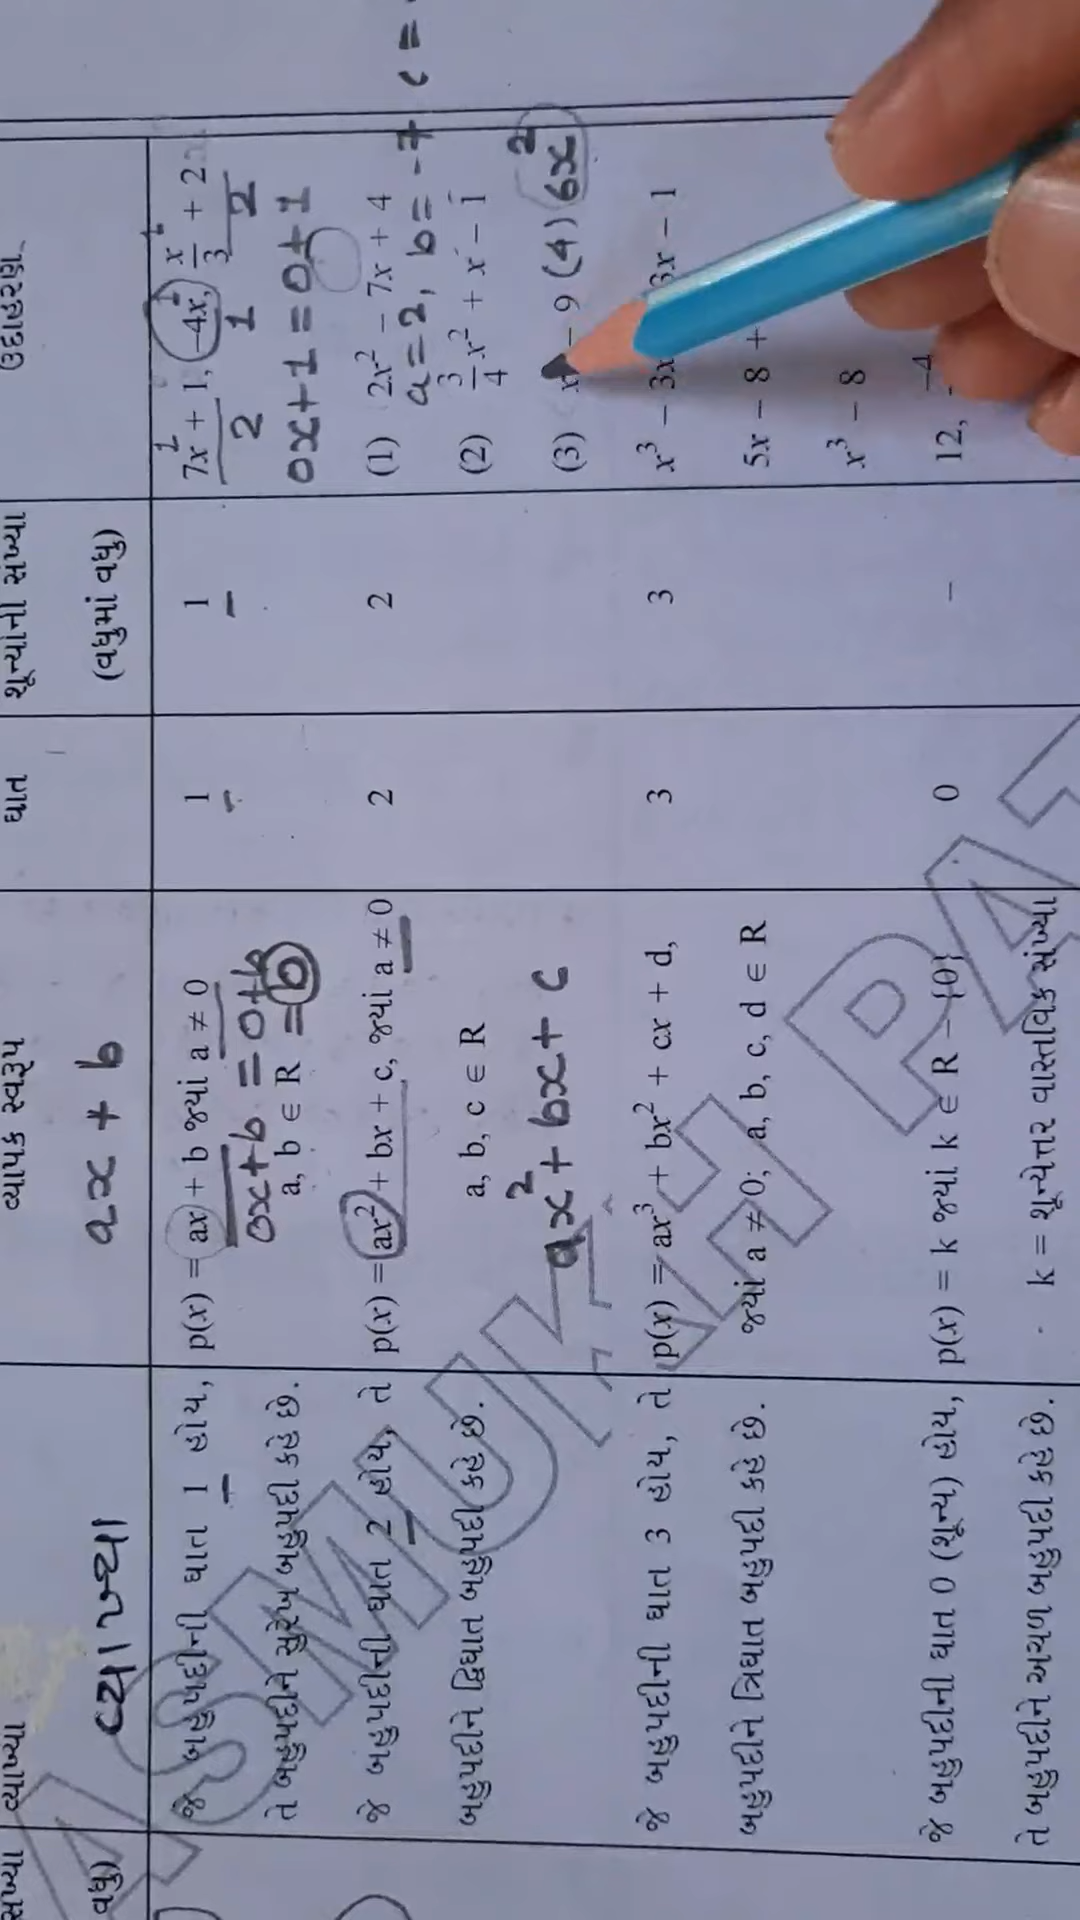 વ્યાખ્યા
વ્યાપક સ્વરૂપ
ઘાત
શૂન્યોની સંખ્યા
(વધુમાં વધુ)
ઉદાહરણ
વ્યાખ્યા
ax + b
જે બહુપદીની ઘાત 1 હોય,
તે બહુપદીને સુરેખ બહુપદી કહે છે.
p(x) = ax + b જ્યાં a ≠ 0
0x+b = 0+b
a, b ∈ R = b
1
1
7x + 1, -4x, x/3 + 2
2 1 2
0x+1=0+1
જે બહુપદીની ઘાત 2 હોય, તે
બહુપદીને દ્વિઘાત બહુપદી કહે છે.
p(x) = ax² + bx + c, જ્યાં a ≠ 0
a, b, c ∈ R
ax² + bx + c
2
2
(1) 2x² − 7x + 4
a=2, b=-7 c=
(2) 3/4 x² + x − 1
(3) − 9 (4) 6x²
જે બહુપદીની ઘાત 3 હોય, તે
બહુપદીને ત્રિઘાત બહુપદી કહે છે.
p(x) = ax³ + bx² + cx + d,
જ્યાં a ≠ 0; a, b, c, d ∈ R
3
3
x³ − 3x 3x − 1
5x − 8 +
x³ − 8
જે બહુપદીની ઘાત 0 (શૂન્ય) હોય,
તે બહુપદીને અચળ બહુપદી કહે છે.
p(x) = k જ્યાં k ∈ R − {0}
k = શૂન્યેત્તર વાસ્તવિક સંખ્યા
0
−
12,